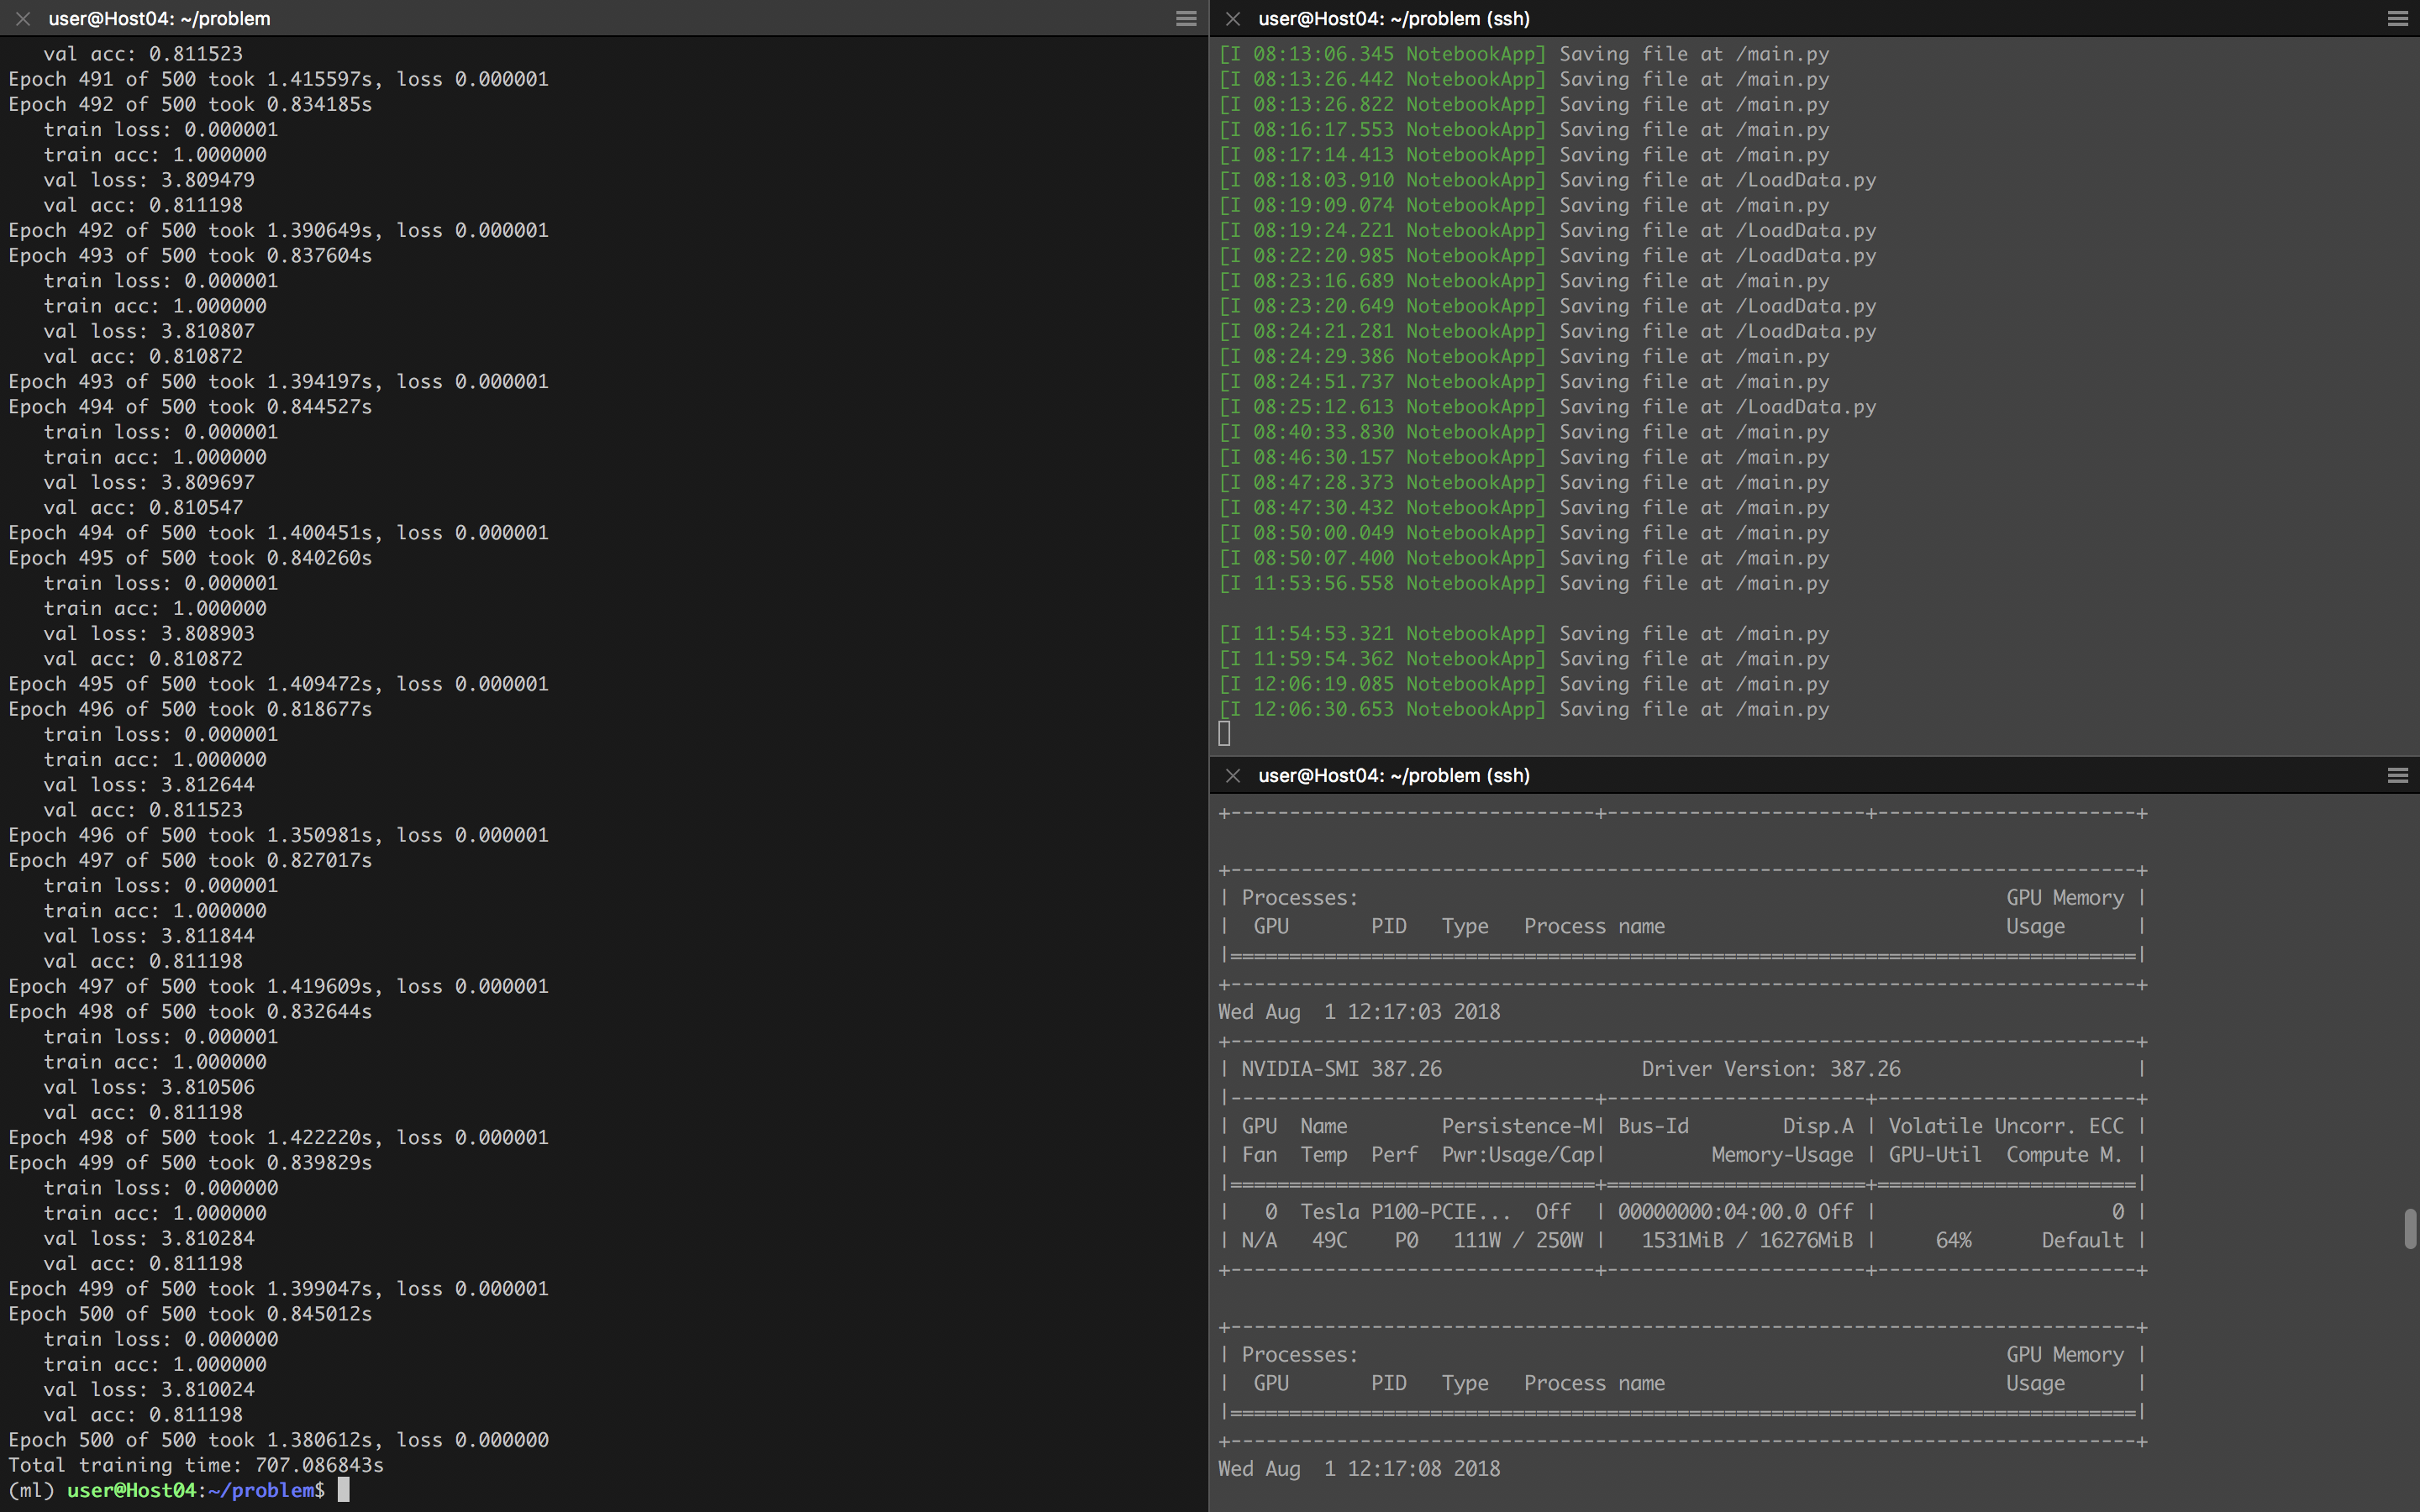 user@Host04: ~/problem
   val acc: 0.811523
Epoch 491 of 500 took 1.415597s, loss 0.000001
Epoch 492 of 500 took 0.834185s
   train loss: 0.000001
   train acc: 1.000000
   val loss: 3.809479
   val acc: 0.811198
Epoch 492 of 500 took 1.390649s, loss 0.000001
Epoch 493 of 500 took 0.837604s
   train loss: 0.000001
   train acc: 1.000000
   val loss: 3.810807
   val acc: 0.810872
Epoch 493 of 500 took 1.394197s, loss 0.000001
Epoch 494 of 500 took 0.844527s
   train loss: 0.000001
   train acc: 1.000000
   val loss: 3.809697
   val acc: 0.810547
Epoch 494 of 500 took 1.400451s, loss 0.000001
Epoch 495 of 500 took 0.840260s
   train loss: 0.000001
   train acc: 1.000000
   val loss: 3.808903
   val acc: 0.810872
Epoch 495 of 500 took 1.409472s, loss 0.000001
Epoch 496 of 500 took 0.818677s
   train loss: 0.000001
   train acc: 1.000000
   val loss: 3.812644
   val acc: 0.811523
Epoch 496 of 500 took 1.350981s, loss 0.000001
Epoch 497 of 500 took 0.827017s
   train loss: 0.000001
   train acc: 1.000000
   val loss: 3.811844
   val acc: 0.811198
Epoch 497 of 500 took 1.419609s, loss 0.000001
Epoch 498 of 500 took 0.832644s
   train loss: 0.000001
   train acc: 1.000000
   val loss: 3.810506
   val acc: 0.811198
Epoch 498 of 500 took 1.422220s, loss 0.000001
Epoch 499 of 500 took 0.839829s
   train loss: 0.000000
   train acc: 1.000000
   val loss: 3.810284
   val acc: 0.811198
Epoch 499 of 500 took 1.399047s, loss 0.000001
Epoch 500 of 500 took 0.845012s
   train loss: 0.000000
   train acc: 1.000000
   val loss: 3.810024
   val acc: 0.811198
Epoch 500 of 500 took 1.380612s, loss 0.000000
Total training time: 707.086843s
(ml) user@Host04:~/problem$
user@Host04: ~/problem (ssh)
[I 08:13:06.345 NotebookApp] Saving file at /main.py
[I 08:13:26.442 NotebookApp] Saving file at /main.py
[I 08:13:26.822 NotebookApp] Saving file at /main.py
[I 08:16:17.553 NotebookApp] Saving file at /main.py
[I 08:17:14.413 NotebookApp] Saving file at /main.py
[I 08:18:03.910 NotebookApp] Saving file at /LoadData.py
[I 08:19:09.074 NotebookApp] Saving file at /main.py
[I 08:19:24.221 NotebookApp] Saving file at /LoadData.py
[I 08:22:20.985 NotebookApp] Saving file at /LoadData.py
[I 08:23:16.689 NotebookApp] Saving file at /main.py
[I 08:23:20.649 NotebookApp] Saving file at /LoadData.py
[I 08:24:21.281 NotebookApp] Saving file at /LoadData.py
[I 08:24:29.386 NotebookApp] Saving file at /main.py
[I 08:24:51.737 NotebookApp] Saving file at /main.py
[I 08:25:12.613 NotebookApp] Saving file at /LoadData.py
[I 08:40:33.830 NotebookApp] Saving file at /main.py
[I 08:46:30.157 NotebookApp] Saving file at /main.py
[I 08:47:28.373 NotebookApp] Saving file at /main.py
[I 08:47:30.432 NotebookApp] Saving file at /main.py
[I 08:50:00.049 NotebookApp] Saving file at /main.py
[I 08:50:07.400 NotebookApp] Saving file at /main.py
[I 11:53:56.558 NotebookApp] Saving file at /main.py
[I 11:54:53.321 NotebookApp] Saving file at /main.py
[I 11:59:54.362 NotebookApp] Saving file at /main.py
[I 12:06:19.085 NotebookApp] Saving file at /main.py
[I 12:06:30.653 NotebookApp] Saving file at /main.py
user@Host04: ~/problem (ssh)
+-------------------------------+----------------------+----------------------+
+-----------------------------------------------------------------------------+
| Processes:                                                       GPU Memory |
|  GPU       PID   Type   Process name                             Usage      |
|=============================================================================|
+-----------------------------------------------------------------------------+
Wed Aug  1 12:17:03 2018
+-----------------------------------------------------------------------------+
| NVIDIA-SMI 387.26                 Driver Version: 387.26                    |
|-------------------------------+----------------------+----------------------+
| GPU  Name        Persistence-M| Bus-Id        Disp.A | Volatile Uncorr. ECC |
| Fan  Temp  Perf  Pwr:Usage/Cap|         Memory-Usage | GPU-Util  Compute M. |
|===============================+======================+======================|
|   0  Tesla P100-PCIE...  Off  | 00000000:04:00.0 Off |                    0 |
| N/A   49C    P0   111W / 250W |   1531MiB / 16276MiB |     64%      Default |
+-------------------------------+----------------------+----------------------+
+-----------------------------------------------------------------------------+
| Processes:                                                       GPU Memory |
|  GPU       PID   Type   Process name                             Usage      |
|=============================================================================|
+-----------------------------------------------------------------------------+
Wed Aug  1 12:17:08 2018